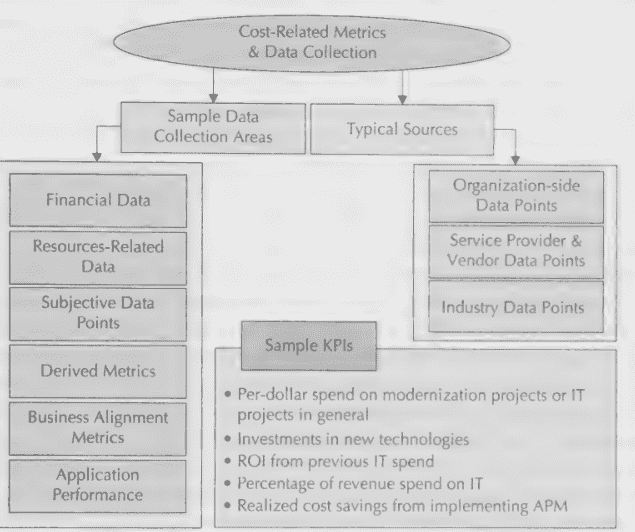 Cost-Related Metrics
& Data Collection
Sample Data
Collection Areas
Typical Sources
Financial Data
Resources-Related
Data
Subjective Data
Points
Derived Metrics
Business Alignment
Metrics
Application
Performance
Organization-side
Data Points
Service Provider &
Vendor Data Points
Industry Data Points
Sample KPIs
• Per-dollar spend on modernization projects or IT
projects in general
• Investments in new technologies
• ROI from previous IT spend
• Percentage of revenue spend on IT
• Realized cost savings from implementing APM